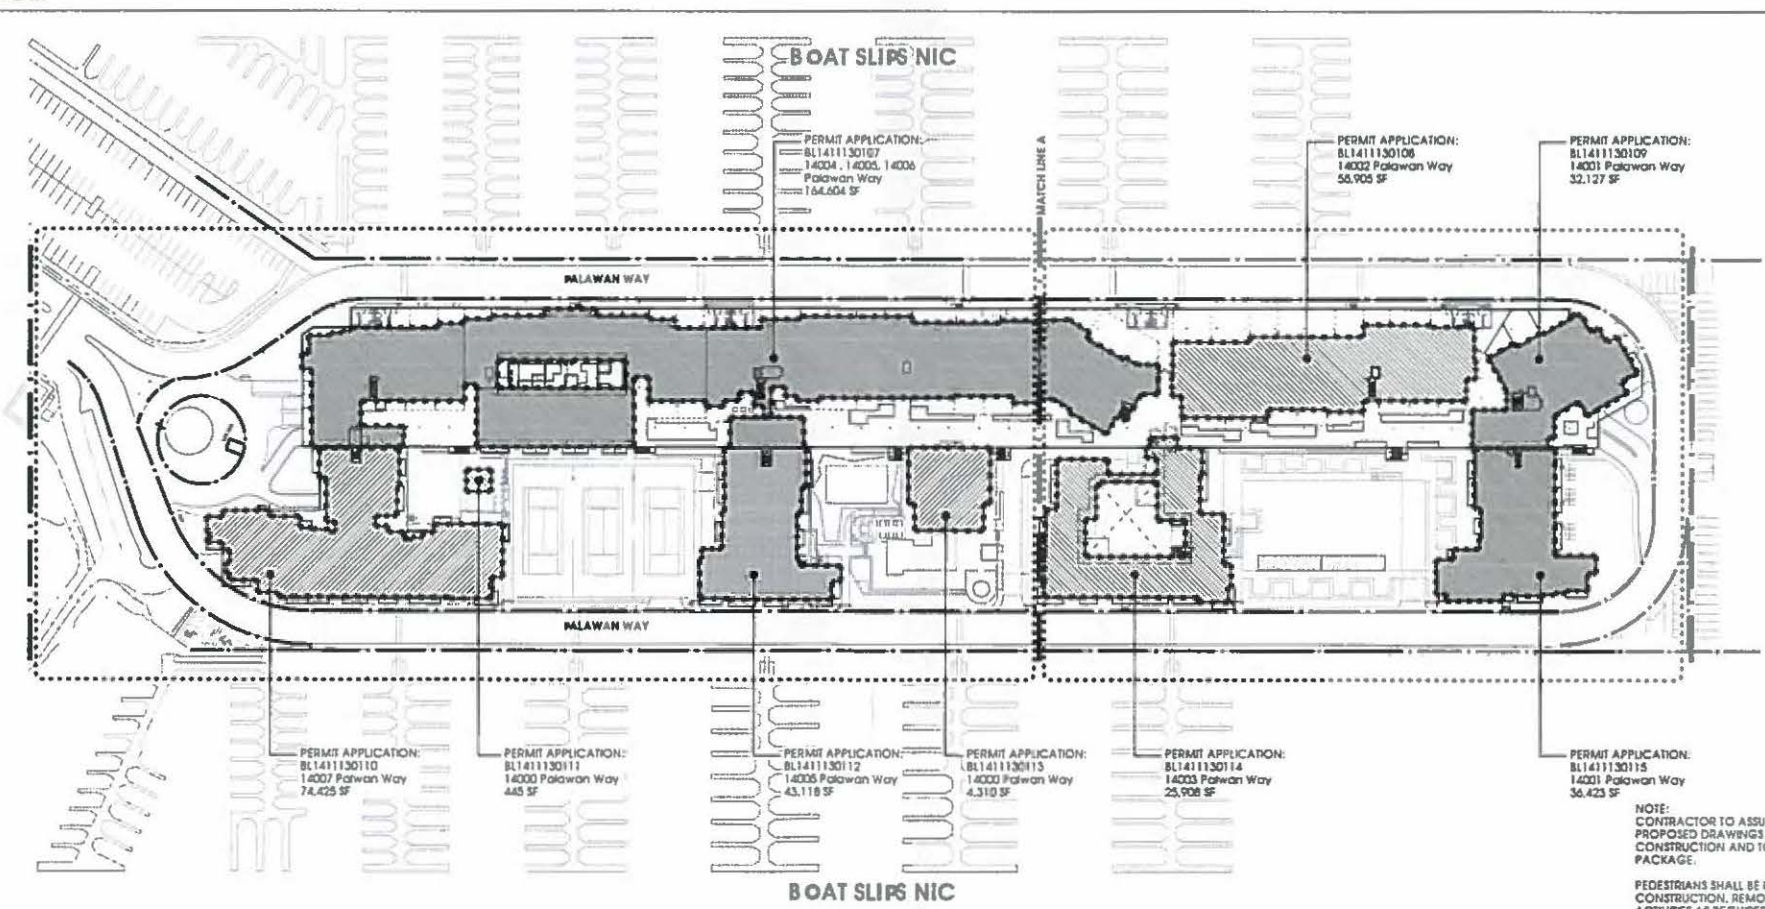 BOAT SLIPS NIC
PERMIT APPLICATION:
BL1411130107
14004 , 14005, 14006
Palawan Way
164,604 SF
MATCH LINE A
PERMIT APPLICATION:
BL1411130108
14002 Palawan Way
58,905 SF
PERMIT APPLICATION:
BL1411130109
14001 Palawan Way
32,127 SF
PALAWAN WAY
PALAWAN WAY
PERMIT APPLICATION:
BL1411130110
14007 Palwan Way
74,425 SF
PERMIT APPLICATION:
BL1411130111
14000 Palawan Way
445 SF
PERMIT APPLICATION:
BL1411130112
14005 Palawan Way
43,118 SF
PERMIT APPLICATION:
BL1411130113
14000 Palwan Way
4,310 SF
PERMIT APPLICATION:
BL1411130114
14003 Palwan Way
25,908 SF
PERMIT APPLICATION:
BL1411130115
14001 Palawan Way
36,423 SF
NOTE:
CONTRACTOR TO ASSU
PROPOSED DRAWINGS
CONSTRUCTION AND TO
PACKAGE.
PEDESTRIANS SHALL BE
CONSTRUCTION, REMO
BOAT SLIPS NIC